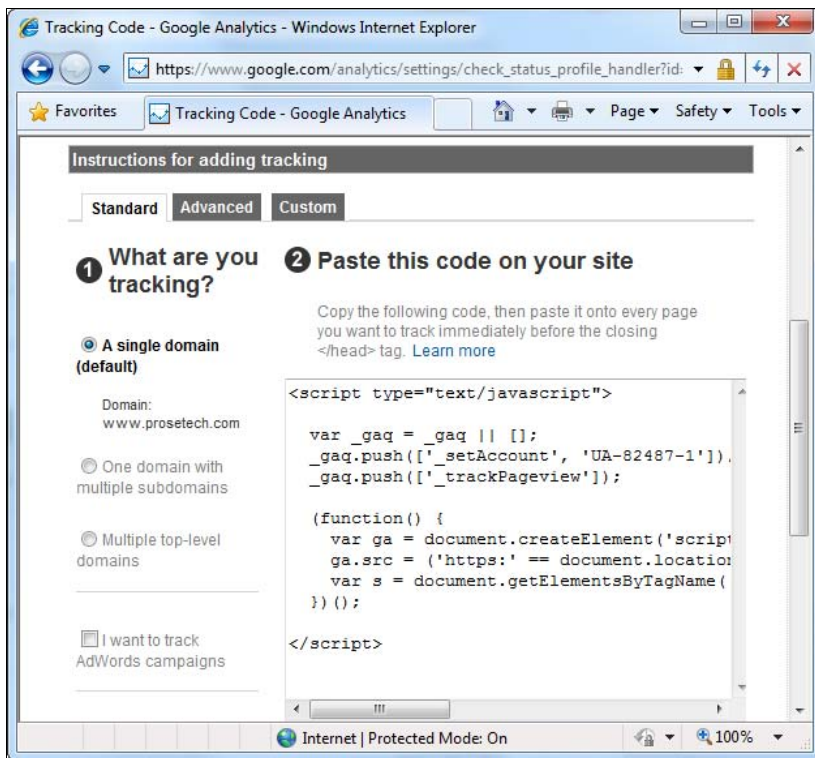 Tracking Code - Google Analytics - Windows Internet Explorer
https://www.google.com/analytics/settings/check_status_profile_handler?id:
Favorites
Tracking Code - Google Analytics
Page
Safety
Tools
Instructions for adding tracking
Standard
Advanced
Custom
1 What are you
tracking?
A single domain
(default)
Domain:
www.prosetech.com
One domain with
multiple subdomains
Multiple top-level
domains
I want to track
AdWords campaigns
2 Paste this code on your site
Copy the following code, then paste it onto every page
you want to track immediately before the closing
</head> tag. Learn more
<script type="text/javascript">
var _gaq = _gaq || [];
_gaq.push(['_setAccount', 'UA-82487-1']),
_gaq.push(['_trackPageview']);
(function() {
var ga = document.createElement('script
ga.src = ('https:' == document.location
var s = document.getElementsByTagName(
})();
</script>
Internet | Protected Mode: On
100%